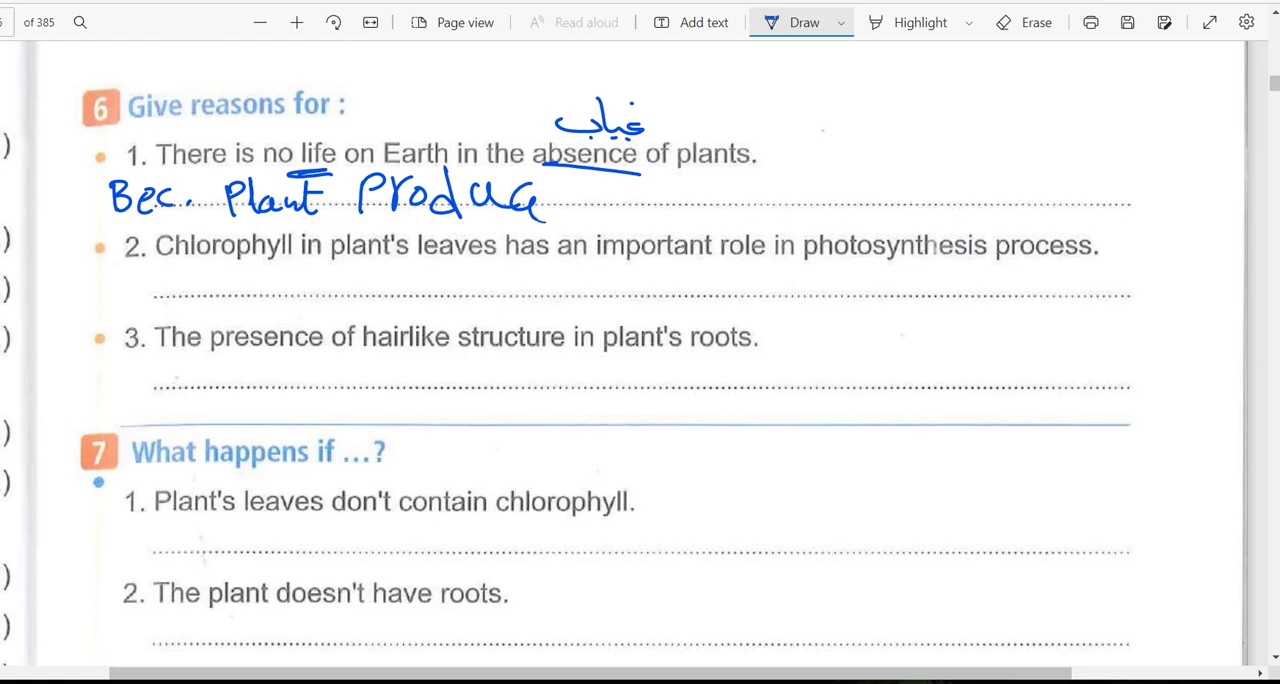 of 385 Page view Read aloud Add text Draw Highlight Erase
6 Give reasons for :
غياب
1. There is no life on Earth in the absence of plants.
Bec. Plant Produc
2. Chlorophyll in plant's leaves has an important role in photosynthesis process.
3. The presence of hairlike structure in plant's roots.
7 What happens if ...?
1. Plant's leaves don't contain chlorophyll.
2. The plant doesn't have roots.